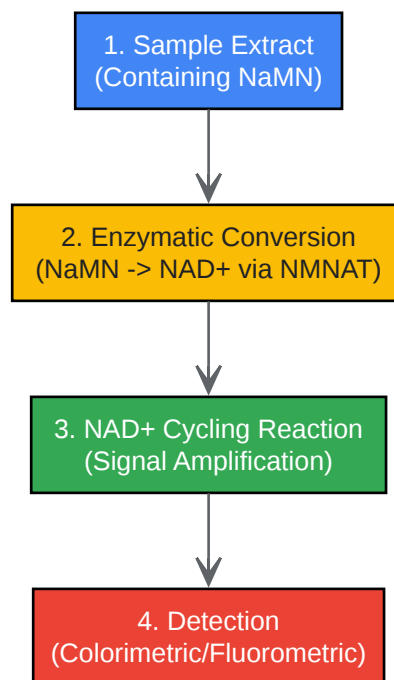 1. Sample Extract
(Containing NaMN)
2. Enzymatic Conversion
(NaMN -> NAD+ via NMNAT)
3. NAD+ Cycling Reaction
(Signal Amplification)
4. Detection
(Colorimetric/Fluorometric)